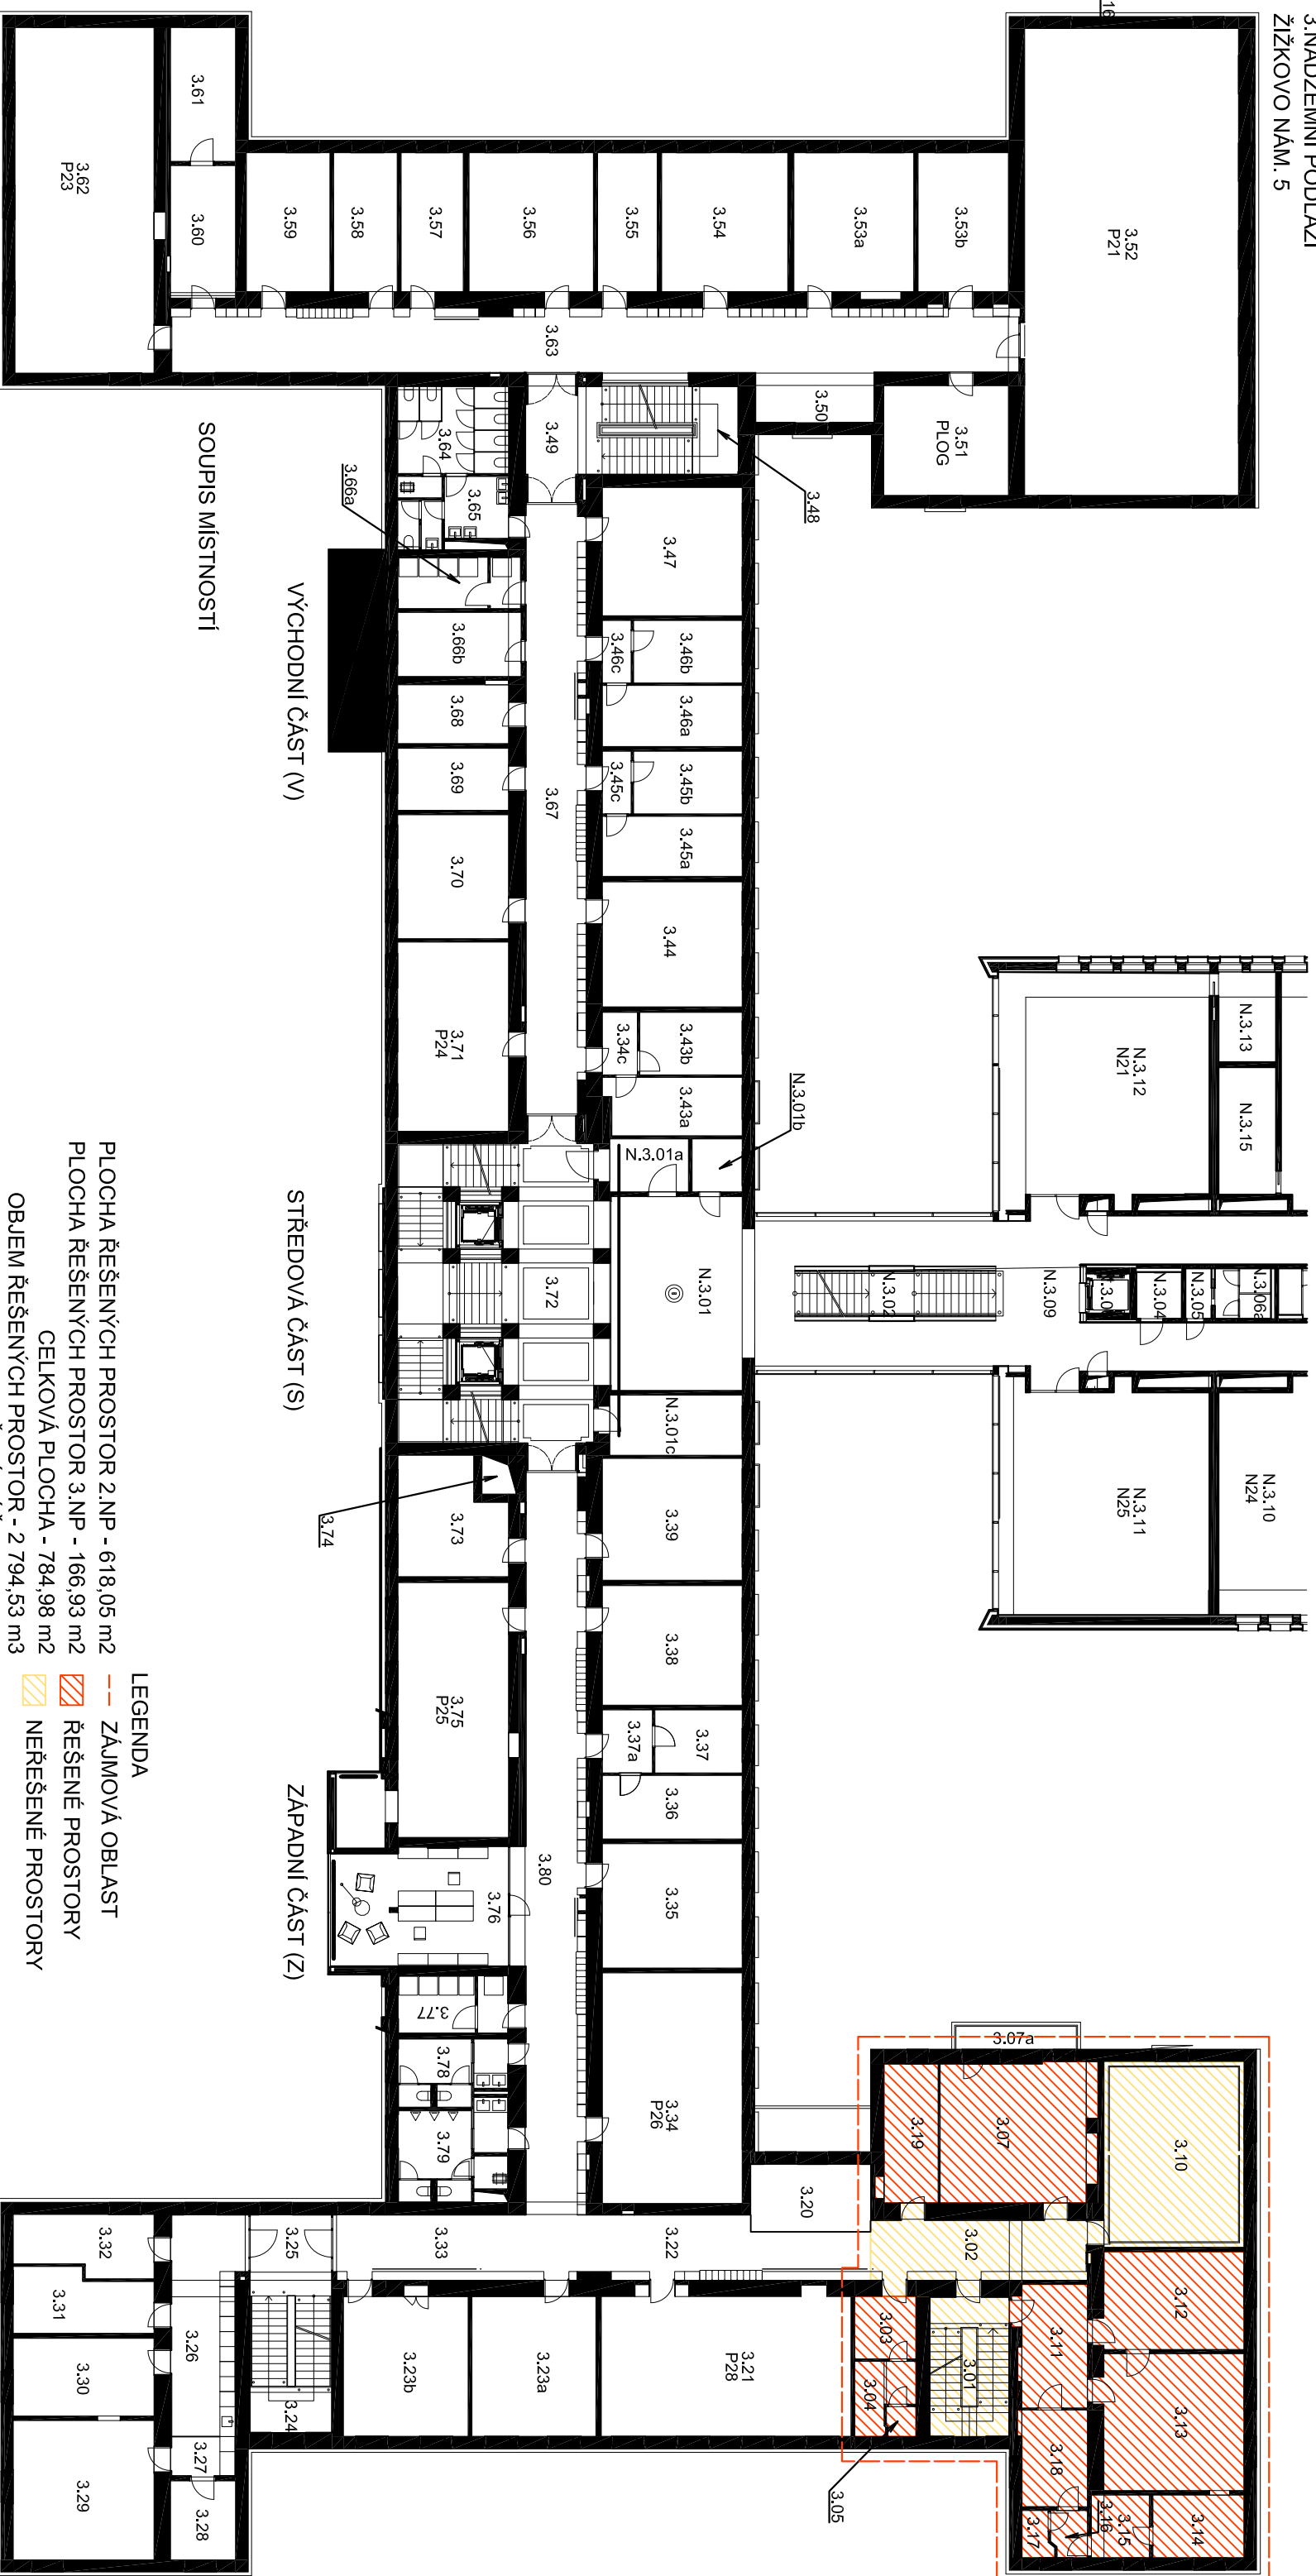 3.NADZEMNÍ PODLAŽÍ
ŽIŽKOVO NÁM. 5
16
3.52
P21
3.51
PLOG
3.50
3.53b
3.53a
3.54
3.55
3.56
3.57
3.58
3.59
3.60
3.61
3.62
P23
3.63
3.48
3.49
3.64
3.65
3.66a
3.66b
3.67
3.68
3.69
3.70
3.71
P24
3.47
3.46c
3.46b
3.46a
3.45c
3.45b
3.45a
3.44
3.34c
3.43b
3.43a
N.3.01b
N.3.01a
N.3.01
N.3.01c
N.3.02
N.3.09
N.3.04
N.3.05
N.3.06a
N.3.13
N.3.15
N.3.12
N21
N.3.11
N25
N.3.10
N24
3.72
3.73
3.74
3.75
P25
3.76
3.77
3.78
3.79
3.80
3.39
3.38
3.37
3.37a
3.36
3.35
3.34
P26
3.20
3.07a
3.07
3.19
3.10
3.02
3.12
3.11
3.13
3.18
3.14
3.15
3.16
3.17
3.01
3.03
3.04
3.05
3.21
P28
3.22
3.23a
3.23b
3.24
3.25
3.33
3.26
3.27
3.28
3.29
3.30
3.31
3.32
SOUPIS MÍSTNOSTÍ
VÝCHODNÍ ČÁST (V)
STŘEDOVÁ ČÁST (S)
ZÁPADNÍ ČÁST (Z)
PLOCHA ŘEŠENÝCH PROSTOR 2.NP - 618,05 m2
PLOCHA ŘEŠENÝCH PROSTOR 3.NP - 166,93 m2
CELKOVÁ PLOCHA - 784,98 m2
OBJEM ŘEŠENÝCH PROSTOR - 2 794,53 m3
LEGENDA
ZÁJMOVÁ OBLAST
ŘEŠENÉ PROSTORY
NEŘEŠENÉ PROSTORY